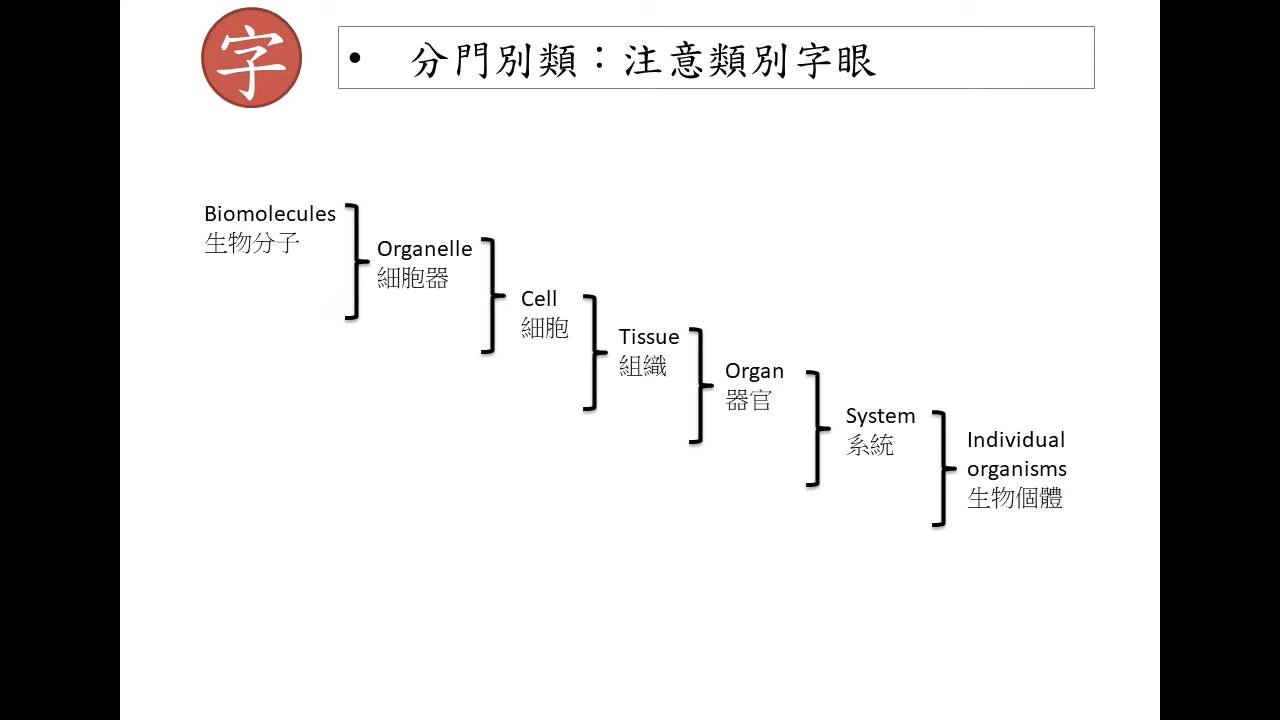 字
• 分門別類：注意類別字眼
Biomolecules
生物分子
Organelle
細胞器
Cell
細胞
Tissue
組織
Organ
器官
System
系統
Individual
organisms
生物個體